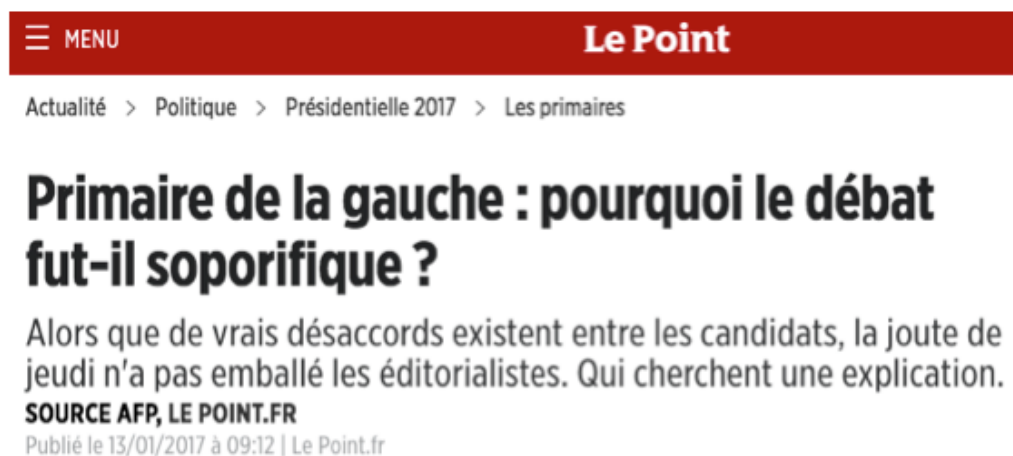 MENU
Le Point
Actualité > Politique > Présidentielle 2017 > Les primaires
Primaire de la gauche : pourquoi le débat
fut-il soporifique ?
Alors que de vrais désaccords existent entre les candidats, la joute de
jeudi n'a pas emballé les éditorialistes. Qui cherchent une explication.
SOURCE AFP, LE POINT.FR
Publié le 13/01/2017 à 09:12 | Le Point.fr